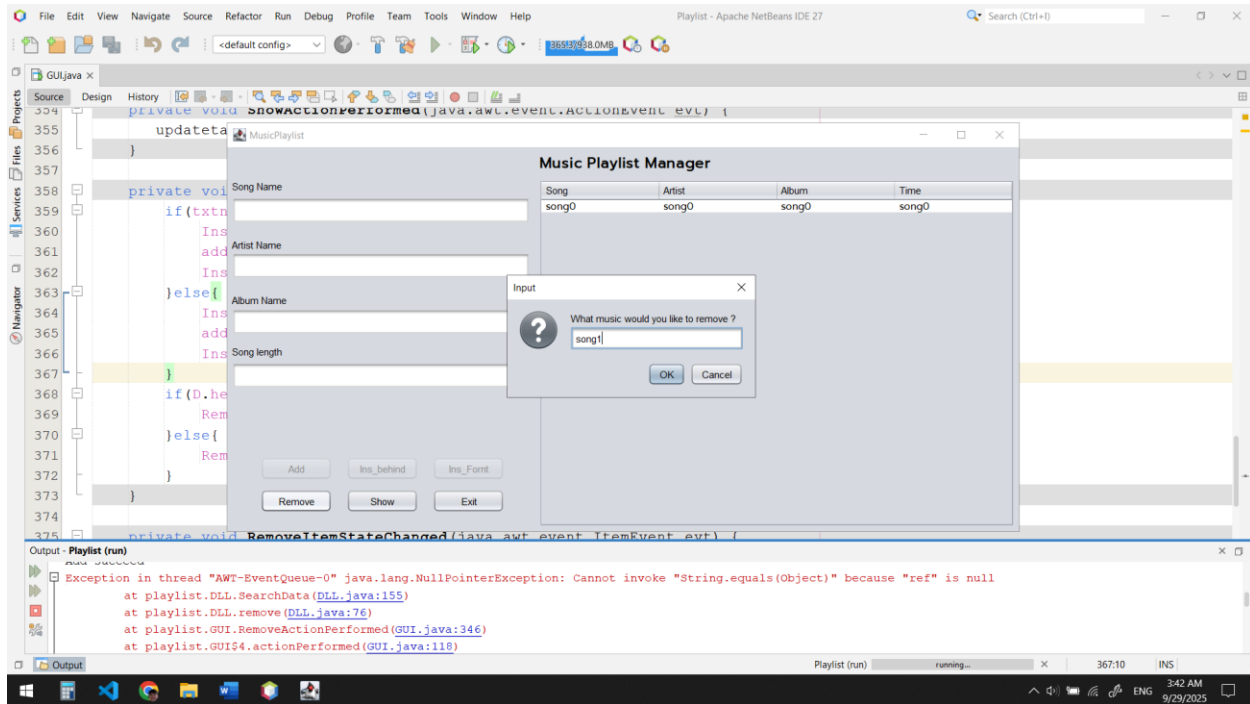 File Edit View Navigate Source Refactor Run Debug Profile Team Tools Window Help Playlist - Apache NetBeans IDE 27 Search (Ctrl+I)
<default config>
GUI.java
Source Design History
354 private void ShowActionPerformed(java.awt.event.ActionEvent evt) {
355 updateta
356 }
357
358 private voi
359 if(txtn
360 Ins
361 add
362 Ins
363 }else{
364 Ins
365 add
366 Ins
367 }
368 if(D.he
369 Rem
370 }else{
371 Rem
372 }
373 }
374
375 private void RemoveItemStateChanged(java.awt.event.ItemEvent evt) {
Projects
Files
Services
Navigator
MusicPlaylist
Music Playlist Manager
Song Name
Artist Name
Album Name
Song length
Song Artist Album Time
song0 song0 song0 song0
Input
What music would you like to remove ?
song1
OK Cancel
Add Ins_behind Ins_Fornt
Remove Show Exit
Output - Playlist (run)
Add Succeed
Exception in thread "AWT-EventQueue-0" java.lang.NullPointerException: Cannot invoke "String.equals(Object)" because "ref" is null
at playlist.DLL.SearchData(DLL.java:155)
at playlist.DLL.remove(DLL.java:76)
at playlist.GUI.RemoveActionPerformed(GUI.java:346)
at playlist.GUI$4.actionPerformed(GUI.java:118)
Output Playlist (run) running... 367:10 INS
ENG 3:42 AM
9/29/2025